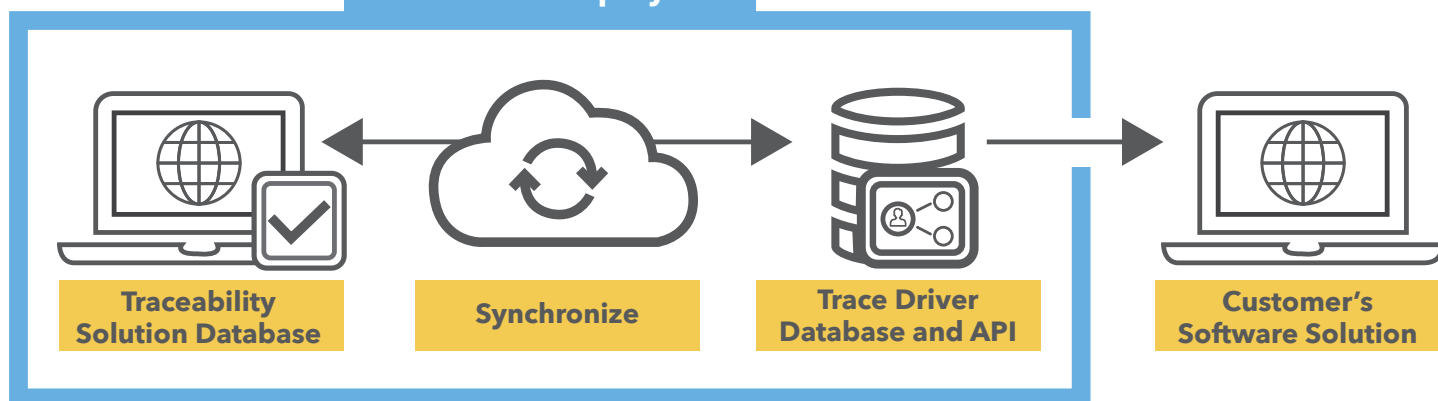 Traceability
Solution Database
Synchronize
Trace Driver
Database and API
Customer’s
Software Solution